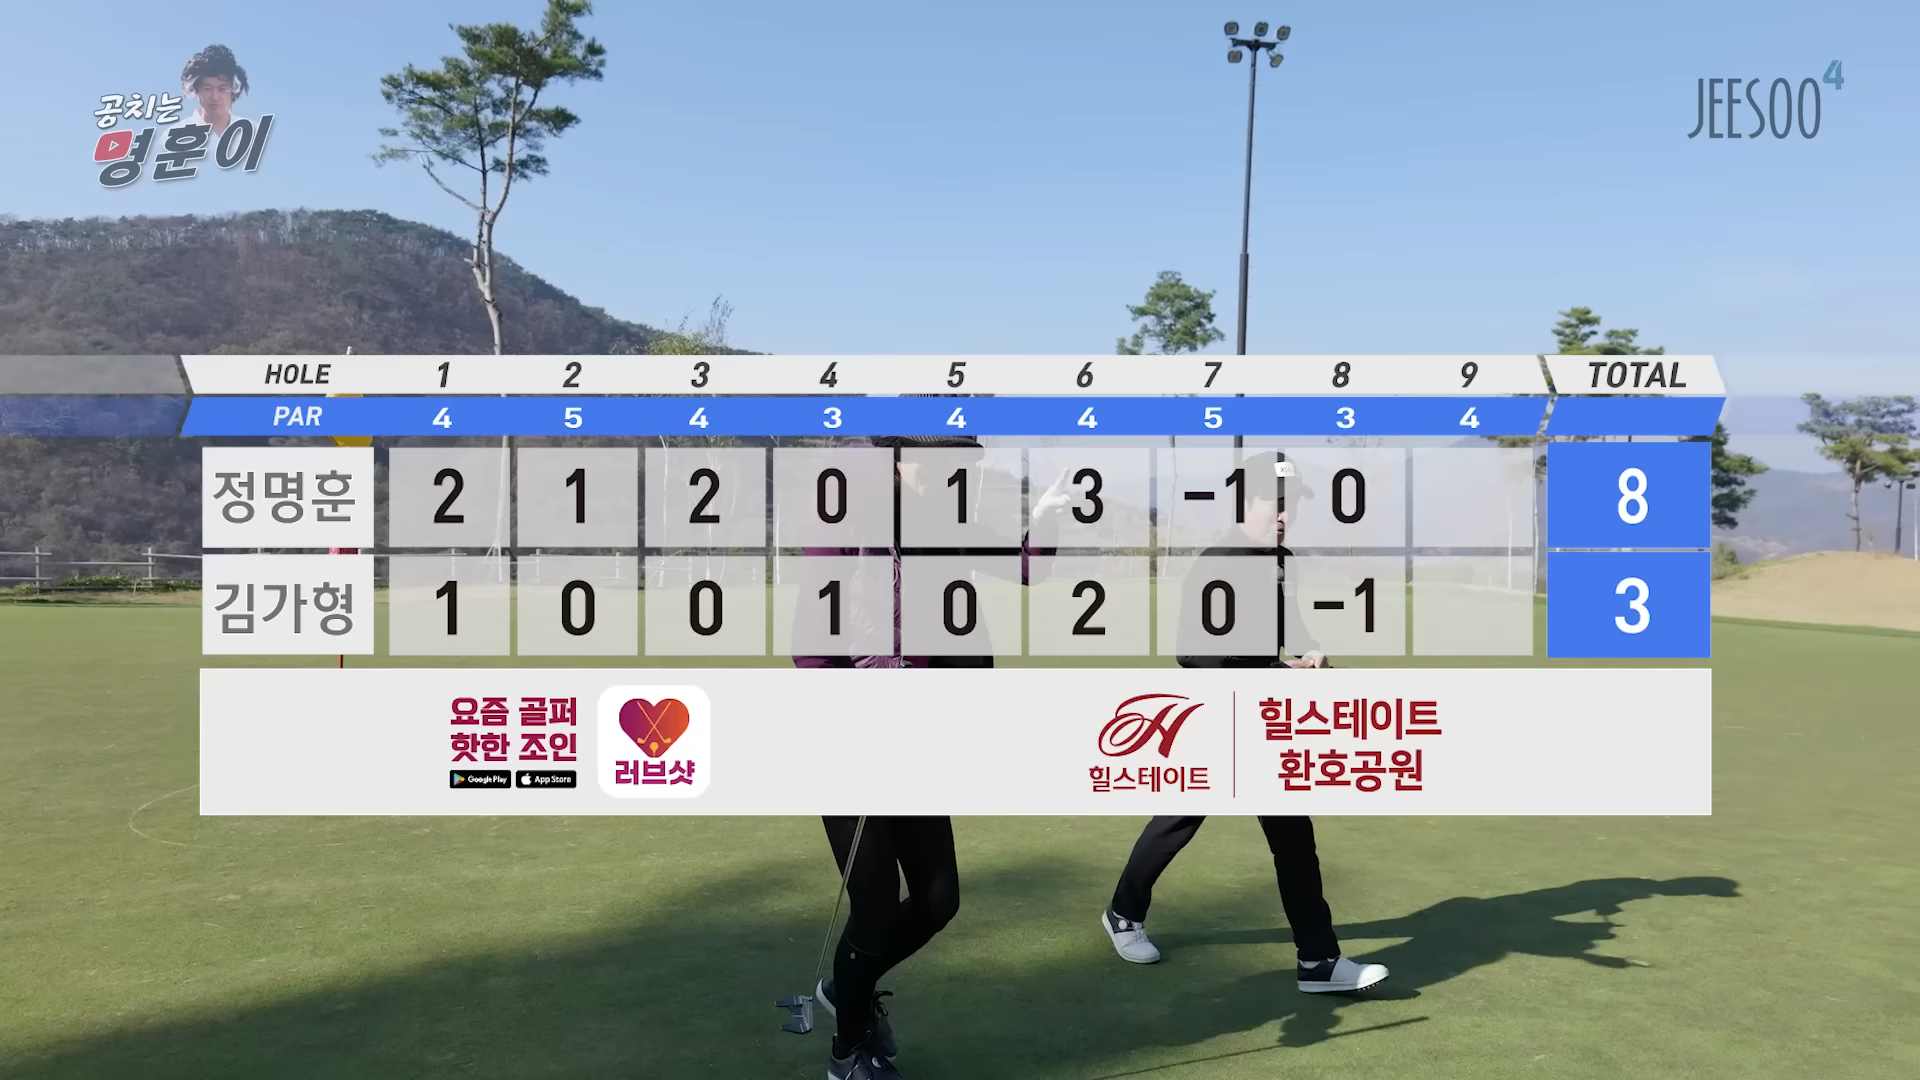 공치는
명훈이
JEESOO4
HOLE 1 2 3 4 5 6 7 8 9 TOTAL
PAR 4 5 4 3 4 4 5 3 4
정명훈 2 1 2 0 1 3 -1 0 8
김가형 1 0 0 1 0 2 0 -1 3
요즘 골퍼
핫한 조인
Google Play App Store
러브샷
힐스테이트
힐스테이트
환호공원